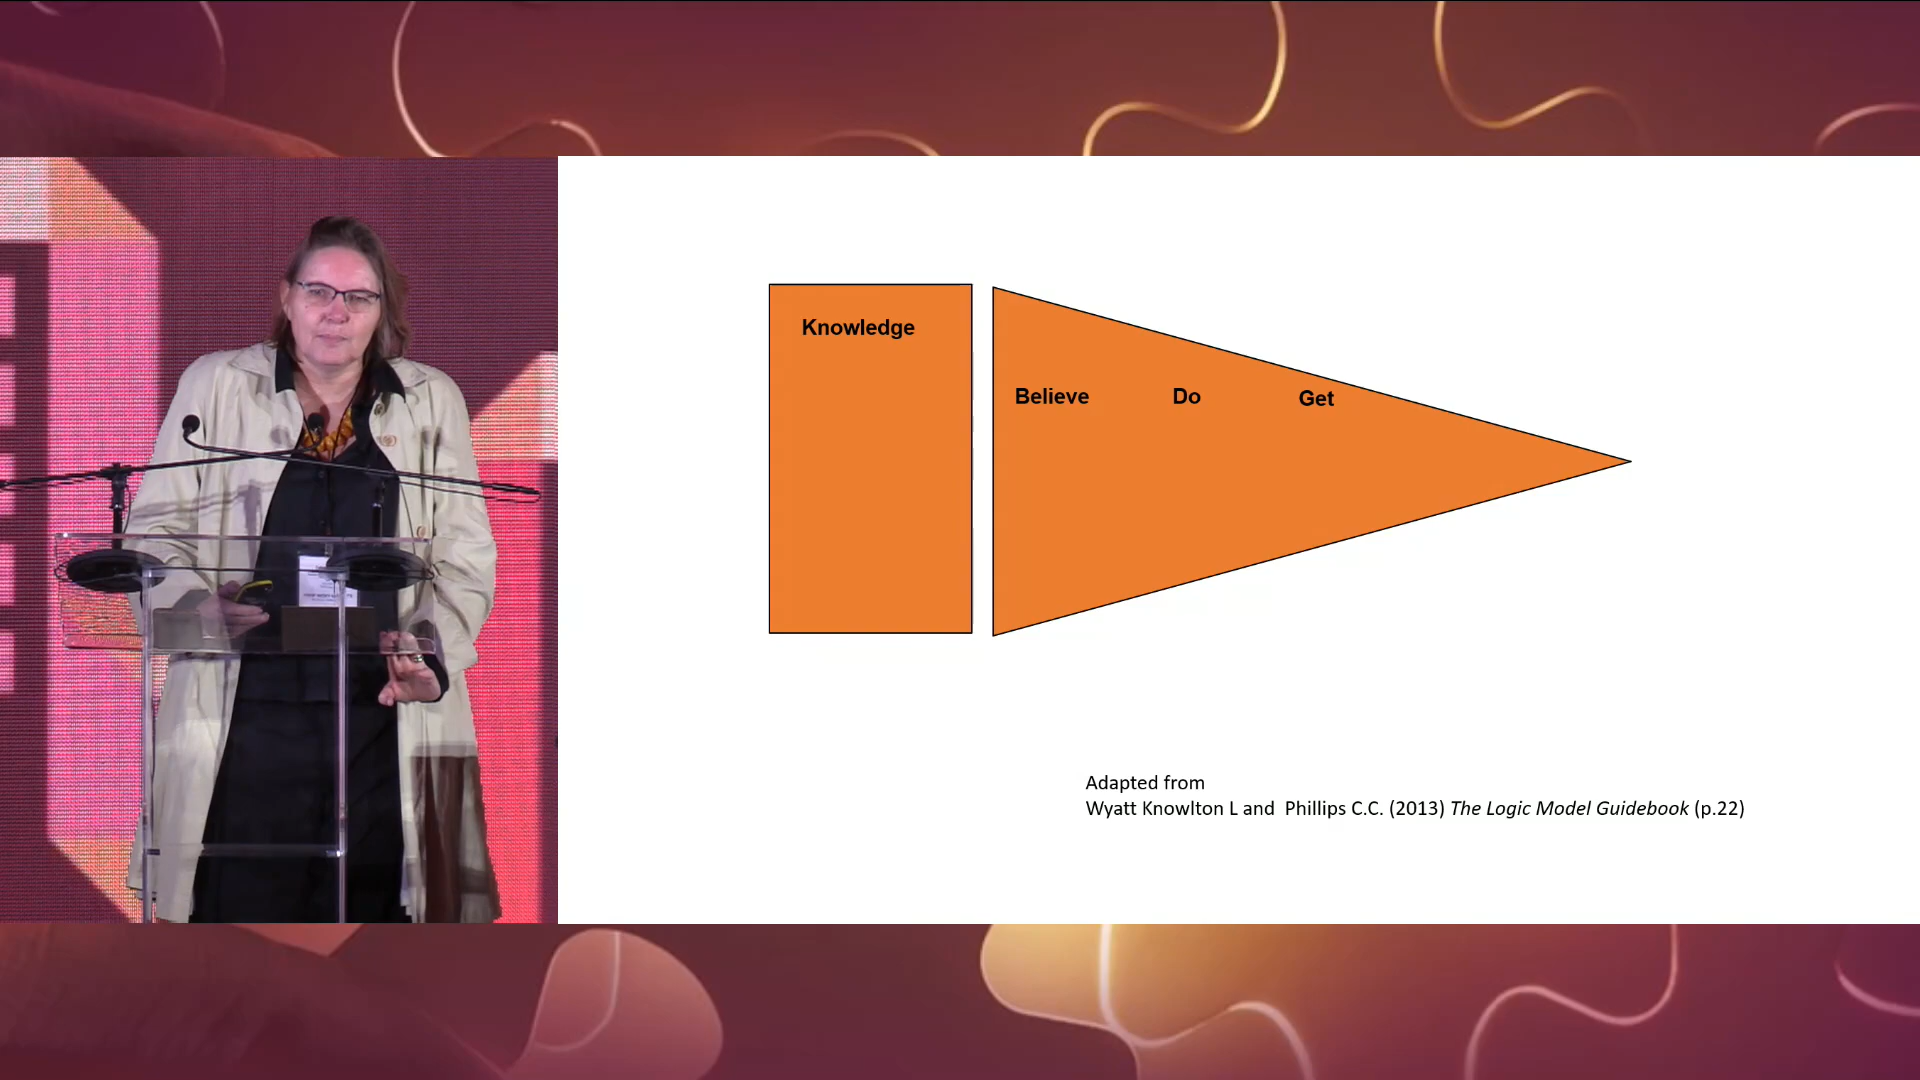 Knowledge
Believe Do Get
Adapted from
Wyatt Knowlton L and Phillips C.C. (2013) The Logic Model Guidebook (p.22)